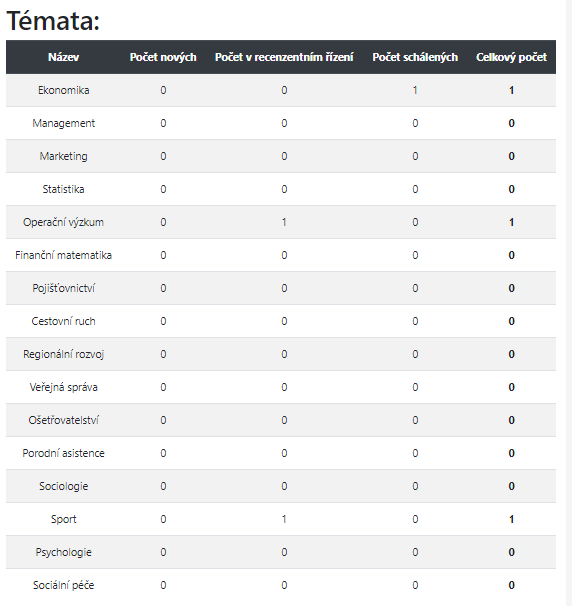 Témata:
Název Počet nových Počet v recenzentním řízení Počet schálených Celkový počet
Ekonomika 0 0 1 1
Management 0 0 0 0
Marketing 0 0 0 0
Statistika 0 0 0 0
Operační výzkum 0 1 0 1
Finanční matematika 0 0 0 0
Pojišťovnictví 0 0 0 0
Cestovní ruch 0 0 0 0
Regionální rozvoj 0 0 0 0
Veřejná správa 0 0 0 0
Ošetřovatelství 0 0 0 0
Porodní asistence 0 0 0 0
Sociologie 0 0 0 0
Sport 0 1 0 1
Psychologie 0 0 0 0
Sociální péče 0 0 0 0